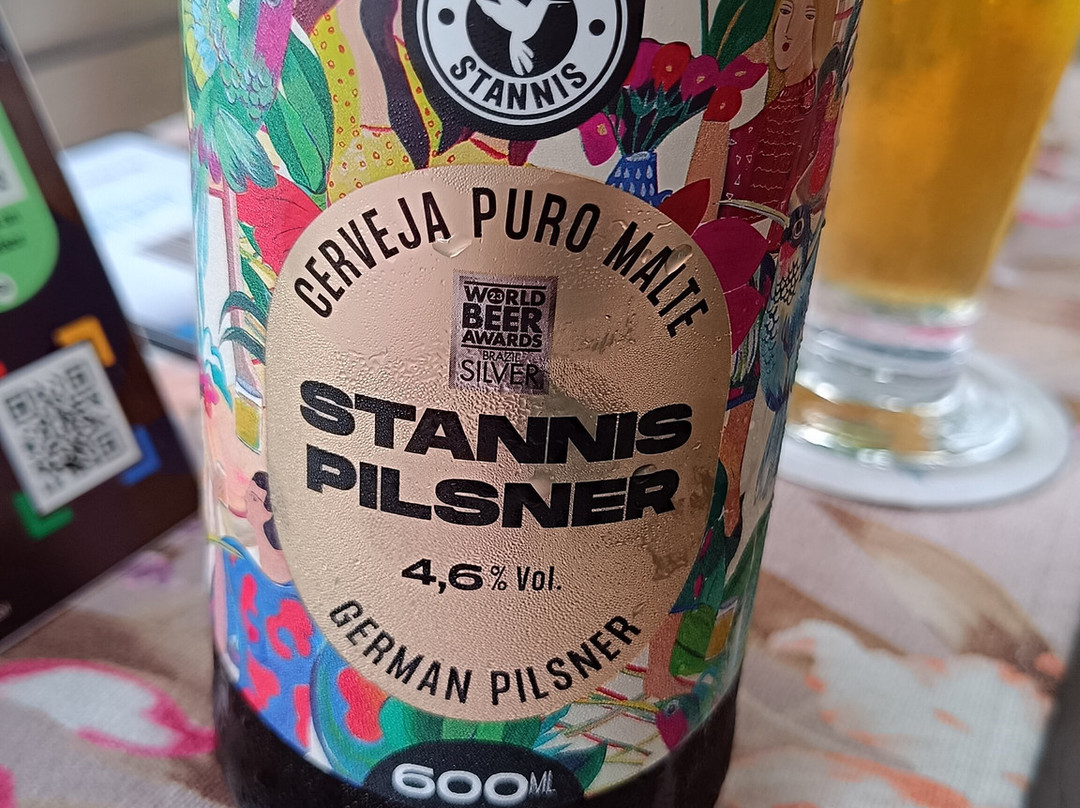 STANNIS
CERVEJA PURO MALTE
WORLD
BEER
AWARDS
BRAZIL
SILVER
STANNIS
PILSNER
4,6% Vol.
GERMAN PILSNER
600ML